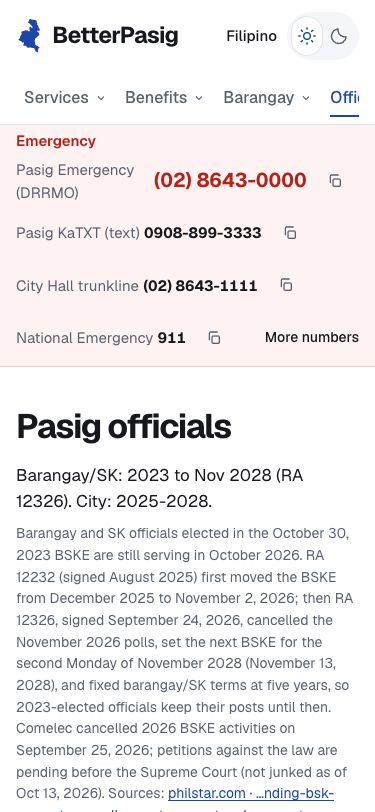 BetterPasig
Filipino
Services
Benefits
Barangay
Emergency
Pasig Emergency
(DRRMO)
(02) 8643-0000
Pasig KaTXT (text) 0908-899-3333
City Hall trunkline (02) 8643-1111
National Emergency 911
More numbers
Pasig officials
Barangay/SK: 2023 to Nov 2028 (RA
12326). City: 2025-2028.
Barangay and SK officials elected in the October 30,
2023 BSKE are still serving in October 2026. RA
12232 (signed August 2025) first moved the BSKE
from December 2025 to November 2, 2026; then RA
12326, signed September 24, 2026, cancelled the
November 2026 polls, set the next BSKE for the
second Monday of November 2028 (November 13,
2028), and fixed barangay/SK terms at five years, so
2023-elected officials keep their posts until then.
Comelec cancelled 2026 BSKE activities on
September 25, 2026; petitions against the law are
pending before the Supreme Court (not junked as of
Oct 13, 2026). Sources: philstar.com · …nding-bsk-